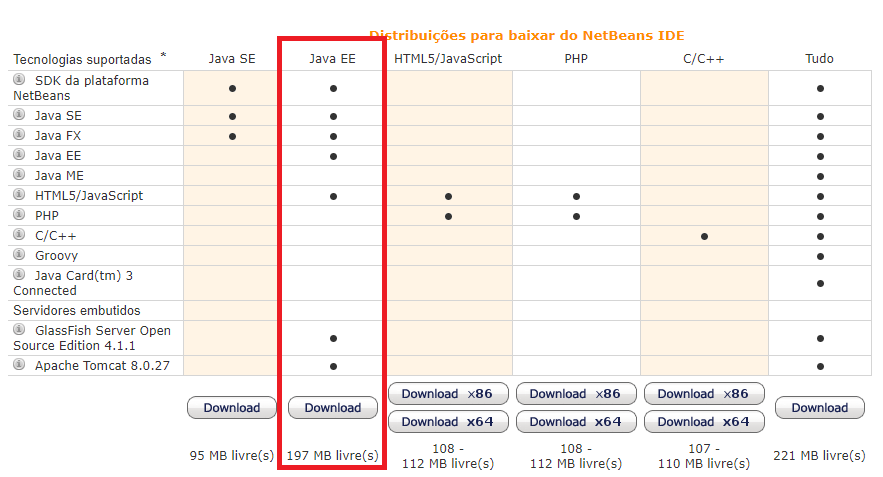 Distribuições para baixar do NetBeans IDE
Tecnologias suportadas * Java SE Java EE HTML5/JavaScript PHP C/C++ Tudo
SDK da plataforma
NetBeans
Java SE
Java FX
Java EE
Java ME
HTML5/JavaScript
PHP
C/C++
Groovy
Java Card(tm) 3
Connected
Servidores embutidos
GlassFish Server Open
Source Edition 4.1.1
Apache Tomcat 8.0.27
Download x86 Download x86 Download x86
Download Download Download
Download x64 Download x64 Download x64
95 MB livre(s) 197 MB livre(s) 108 - 108 - 107 - 221 MB livre(s)
112 MB livre(s) 112 MB livre(s) 110 MB livre(s)